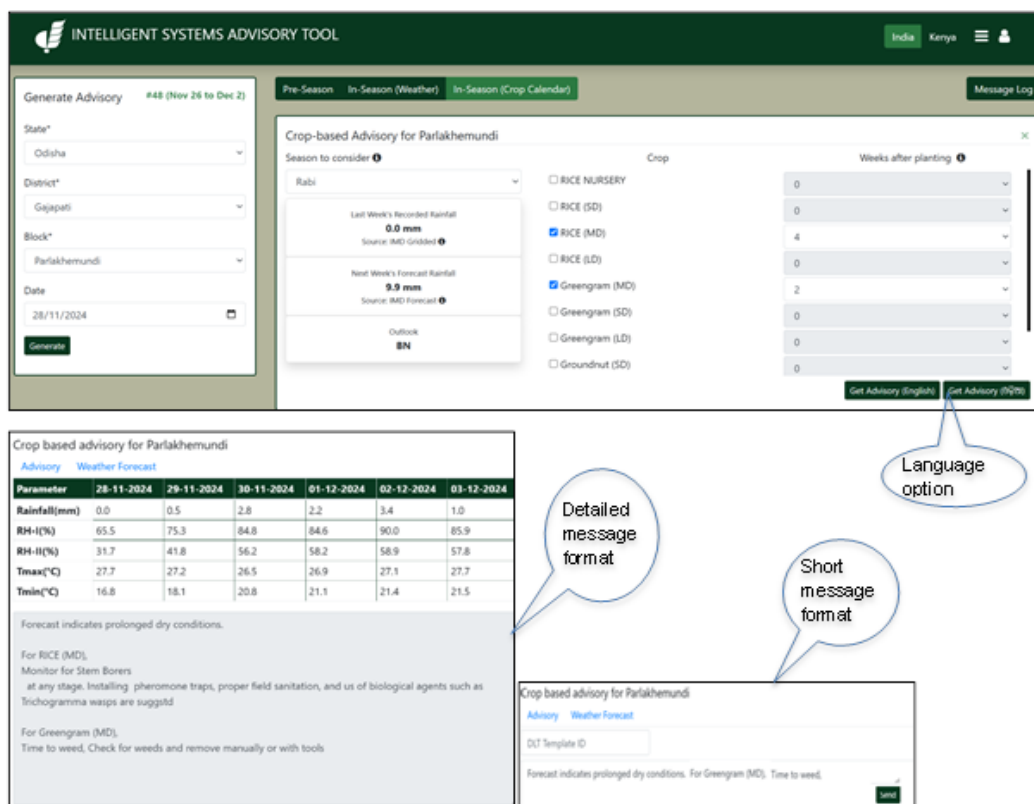 INTELLIGENT SYSTEMS ADVISORY TOOL
India Kenya
Generate Advisory #48 (Nov 26 to Dec 2)
State*
Odisha
District*
Gajapati
Block*
Parlakhemundi
Date
28/11/2024
Generate
Pre-Season In-Season (Weather) In-Season (Crop Calendar)
Message Log
Crop-based Advisory for Parlakhemundi ×
Season to consider Crop Weeks after planting
Rabi
Last Week's Recorded Rainfall
0.0 mm
Source: IMD Gridded
Next Week's Forecast Rainfall
9.9 mm
Source: IMD Forecast
Outlook
BN
RICE NURSERY 0
RICE (SD) 0
RICE (MD) 4
RICE (LD) 0
Greengram (MD) 2
Greengram (SD) 0
Greengram (LD) 0
Groundnut (SD) 0
Get Advisory (English) Get Advisory (ଓଡ଼ିଆ)
Language
option
Crop based advisory for Parlakhemundi
Advisory Weather Forecast
Parameter 28-11-2024 29-11-2024 30-11-2024 01-12-2024 02-12-2024 03-12-2024
Rainfall(mm) 0.0 0.5 2.8 2.2 3.4 1.0
RH-I(%) 65.5 75.3 84.8 84.6 90.0 85.9
RH-II(%) 31.7 41.8 56.2 58.2 58.9 57.8
Tmax(°C) 27.7 27.2 26.5 26.9 27.1 27.7
Tmin(°C) 16.8 18.1 20.8 21.1 21.4 21.5
Forecast indicates prolonged dry conditions.
For RICE (MD),
Monitor for Stem Borers
at any stage. Installing pheromone traps, proper field sanitation, and us of biological agents such as
Trichogramma wasps are suggstd
For Greengram (MD),
Time to weed, Check for weeds and remove manually or with tools
Detailed
message
format
Short
message
format
Crop based advisory for Parlakhemundi
Advisory Weather Forecast
DLT Template ID
Forecast indicates prolonged dry conditions. For Greengram (MD), Time to weed,
Send